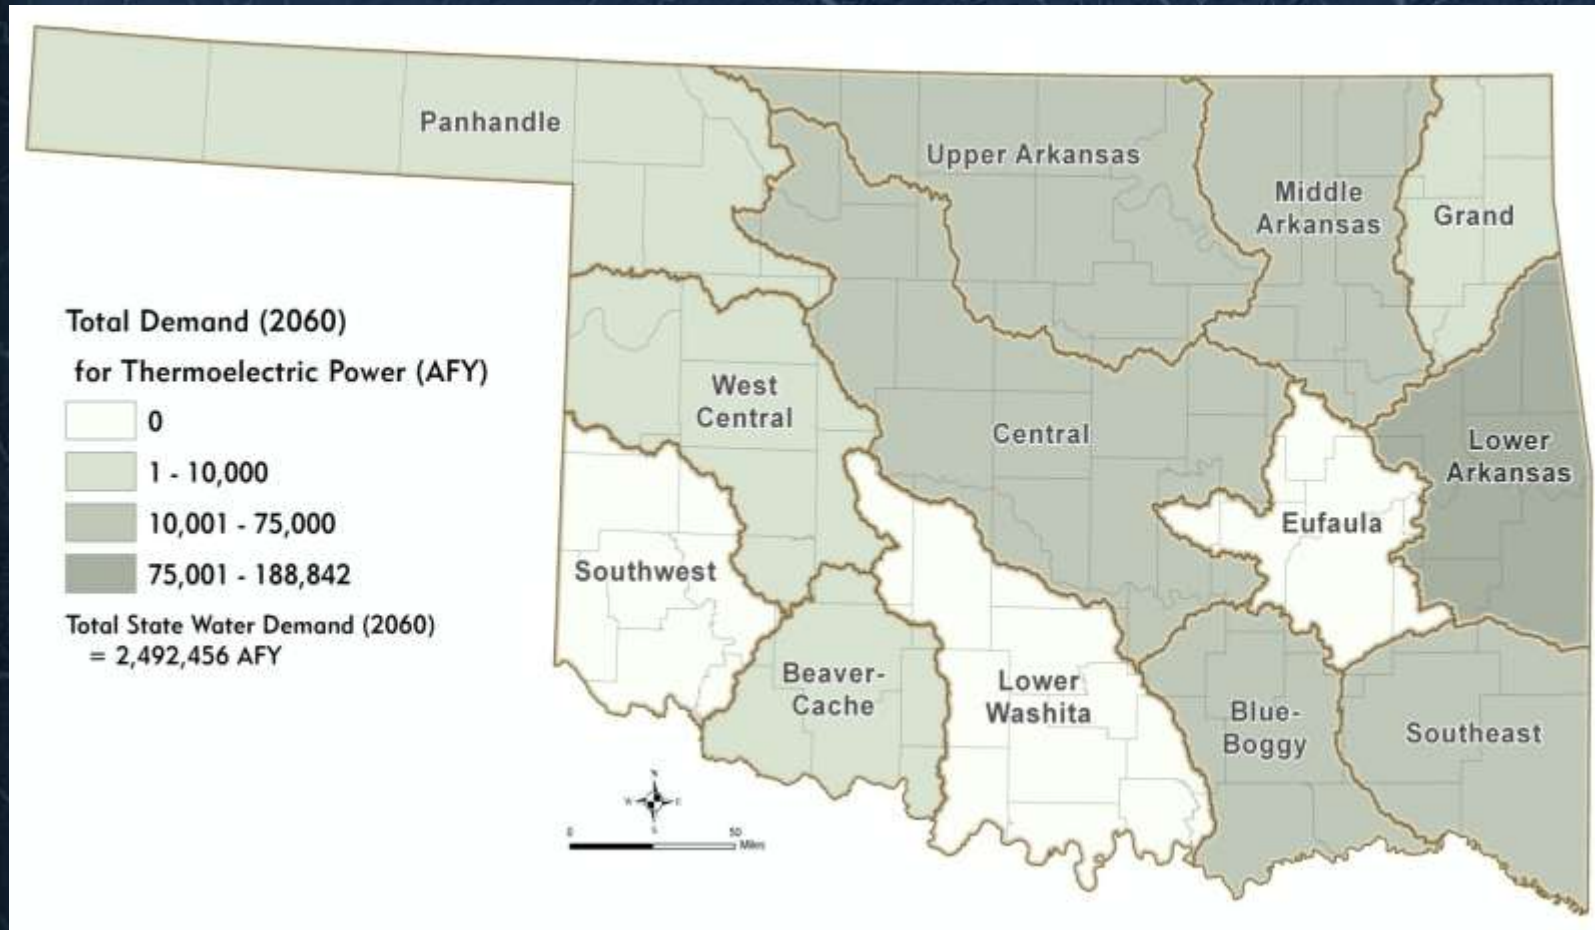 Panhandle
Upper Arkansas
Middle
Arkansas
Grand
Total Demand (2060)
for Thermoelectric Power (AFY)
0
1 - 10,000
10,001 - 75,000
75,001 - 188,842
Total State Water Demand (2060)
= 2,492,456 AFY
West
Central
Central
Lower
Arkansas
Eufaula
Southwest
Beaver-
Cache
Lower
Washita
Blue-
Boggy
Southeast
N
W E
S
0 50
Miles